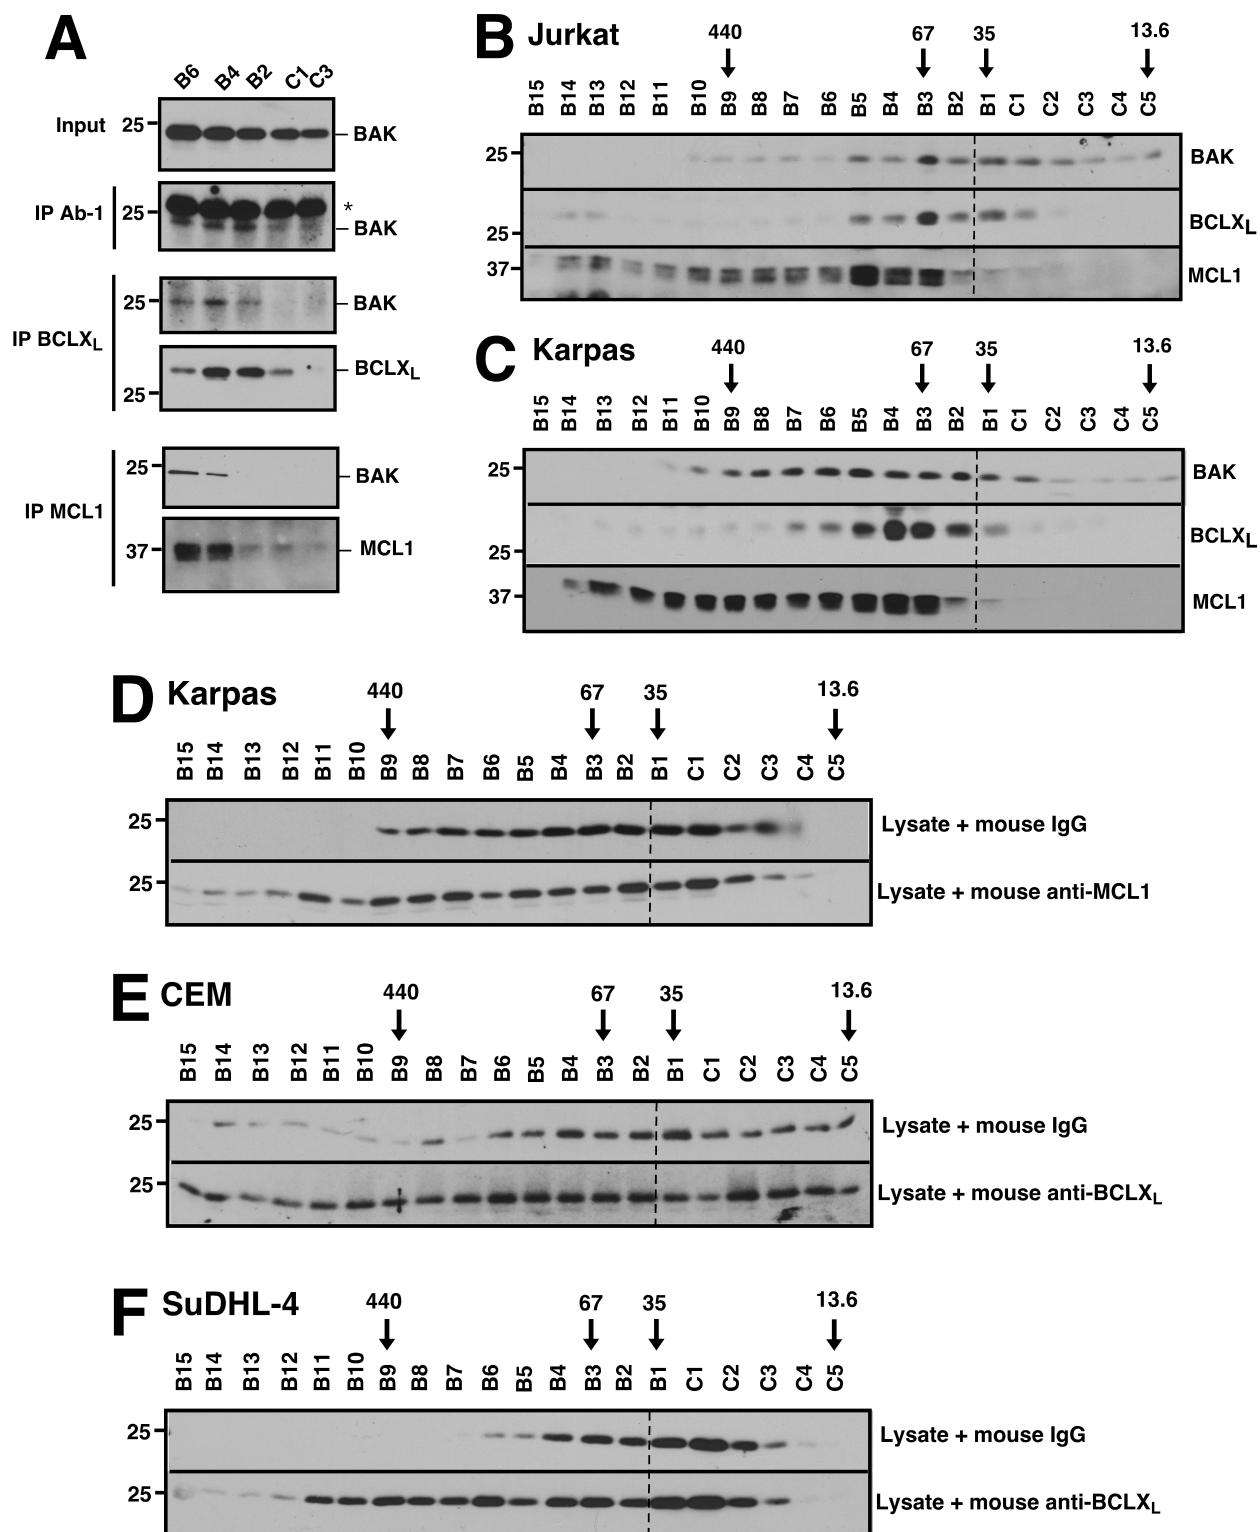 A
B6 B4 B2 C1 C3
Input 25 BAK
IP Ab-1 25 * BAK
IP BCLXL
25 BAK
25 BCLXL
IP MCL1
25 BAK
37 MCL1
B Jurkat
440 67 35 13.6
B15 B14 B13 B12 B11 B10 B9 B8 B7 B6 B5 B4 B3 B2 B1 C1 C2 C3 C4 C5
25 BAK
25 BCLXL
37 MCL1
C Karpas
440 67 35 13.6
B15 B14 B13 B12 B11 B10 B9 B8 B7 B6 B5 B4 B3 B2 B1 C1 C2 C3 C4 C5
25 BAK
25 BCLXL
37 MCL1
D Karpas
440 67 35 13.6
B15 B14 B13 B12 B11 B10 B9 B8 B7 B6 B5 B4 B3 B2 B1 C1 C2 C3 C4 C5
25 Lysate + mouse IgG
25 Lysate + mouse anti-MCL1
E CEM
440 67 35 13.6
B15 B14 B13 B12 B11 B10 B9 B8 B7 B6 B5 B4 B3 B2 B1 C1 C2 C3 C4 C5
25 Lysate + mouse IgG
25 Lysate + mouse anti-BCLXL
F SuDHL-4
440 67 35 13.6
B15 B14 B13 B12 B11 B10 B9 B8 B7 B6 B5 B4 B3 B2 B1 C1 C2 C3 C4 C5
25 Lysate + mouse IgG
25 Lysate + mouse anti-BCLXL